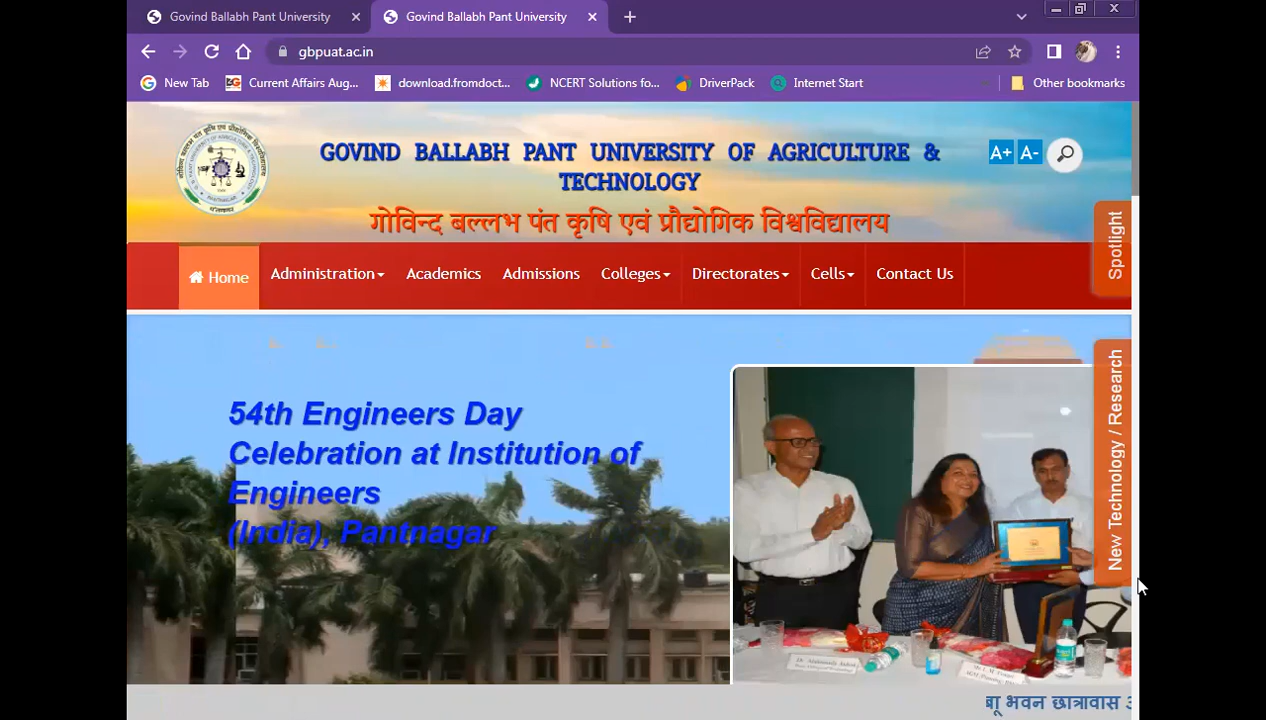 Govind Ballabh Pant University
Govind Ballabh Pant University
gbpuat.ac.in
New Tab
Current Affairs Aug...
download.fromdoct...
NCERT Solutions fo...
DriverPack
Internet Start
Other bookmarks
GOVIND BALLABH PANT UNIVERSITY OF AGRICULTURE &
TECHNOLOGY
A+ A-
गोविन्द बल्लभ पंत कृषि एवं प्रौद्योगिक विश्वविद्यालय
Spotlight
Home
Administration
Academics
Admissions
Colleges
Directorates
Cells
Contact Us
New Technology / Research
54th Engineers Day
Celebration at Institution of
Engineers
(India), Pantnagar
भवन छात्रावास